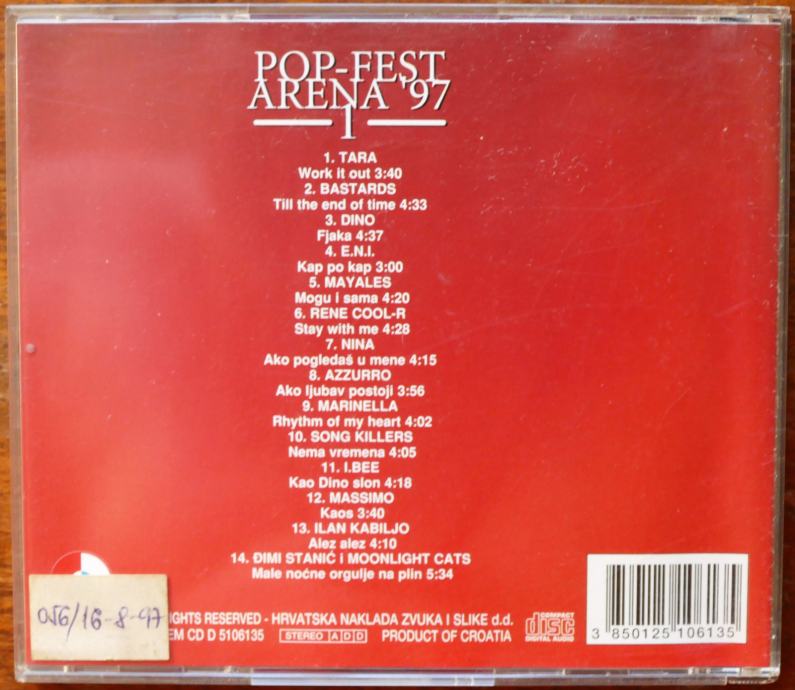 POP-FEST
ARENA '97
1
1. TARA
Work it out 3:40
2. BASTARDS
Till the end of time 4:33
3. DINO
Fjaka 4:37
4. E.N.I.
Kap po kap 3:00
5. MAYALES
Mogu i sama 4:20
6. RENE COOL-R
Stay with me 4:28
7. NINA
Ako pogledaš u mene 4:15
8. AZZURRO
Ako ljubav postoji 3:56
9. MARINELLA
Rhythm of my heart 4:02
10. SONG KILLERS
Nema vremena 4:05
11. I.BEE
Kao Dino slon 4:18
12. MASSIMO
Kaos 3:40
13. ILAN KABILJO
Alez alez 4:10
14. ĐIMI STANIĆ i MOONLIGHT CATS
Male noćne orgulje na plin 5:34
IGHTS RESERVED - HRVATSKA NAKLADA ZVUKA I SLIKE d.d.
EM CD D 5106135 STEREO A D D PRODUCT OF CROATIA
COMPACT
disc
DIGITAL AUDIO
3 850125 106135
056/16-8-97